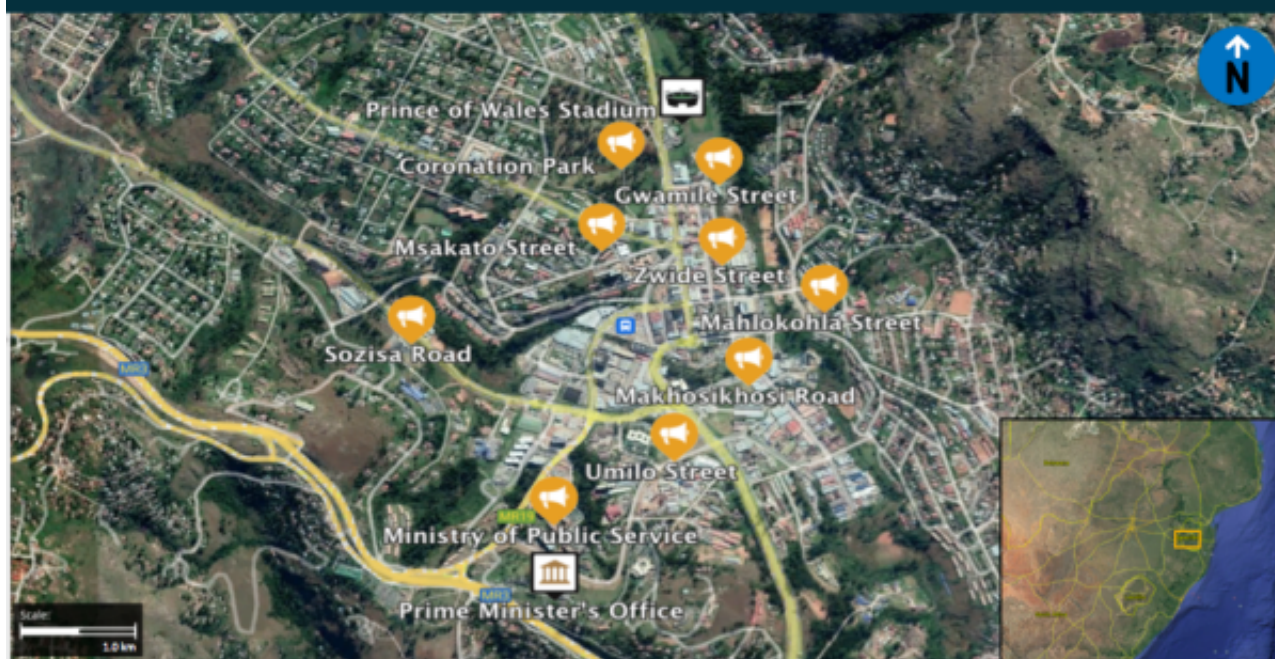 N
Prince of Wales Stadium
Coronation Park
Gwamile Street
Msakato Street
Zwide Street
Mahlokohla Street
Sozisa Road
MR3
Makhosikhosi Road
Umilo Street
MR19
Ministry of Public Service
MR3
Prime Minister's Office
Scale:
1.0 km